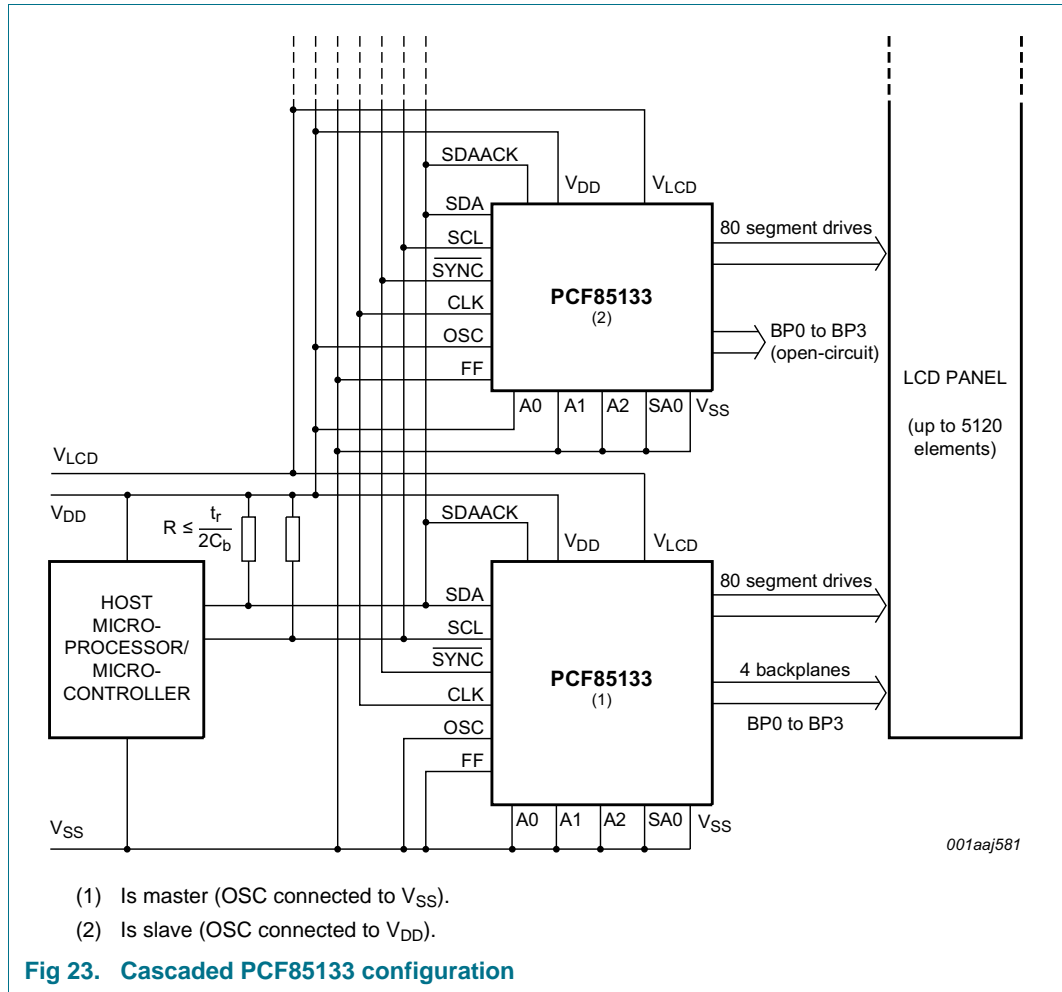 SDAACK
VDD
VLCD
SDA
SCL
SYNC
CLK
OSC
FF
PCF85133
(2)
80 segment drives
BP0 to BP3
(open-circuit)
A0 A1 A2 SA0 VSS
LCD PANEL
(up to 5120
elements)
VLCD
VDD
R ≤ tr
2Cb
SDAACK
VDD
VLCD
HOST
MICRO-
PROCESSOR/
MICRO-
CONTROLLER
SDA
SCL
SYNC
CLK
OSC
FF
PCF85133
(1)
80 segment drives
4 backplanes
BP0 to BP3
A0 A1 A2 SA0 VSS
VSS
001aaj581
(1) Is master (OSC connected to VSS).
(2) Is slave (OSC connected to VDD).
Fig 23. Cascaded PCF85133 configuration